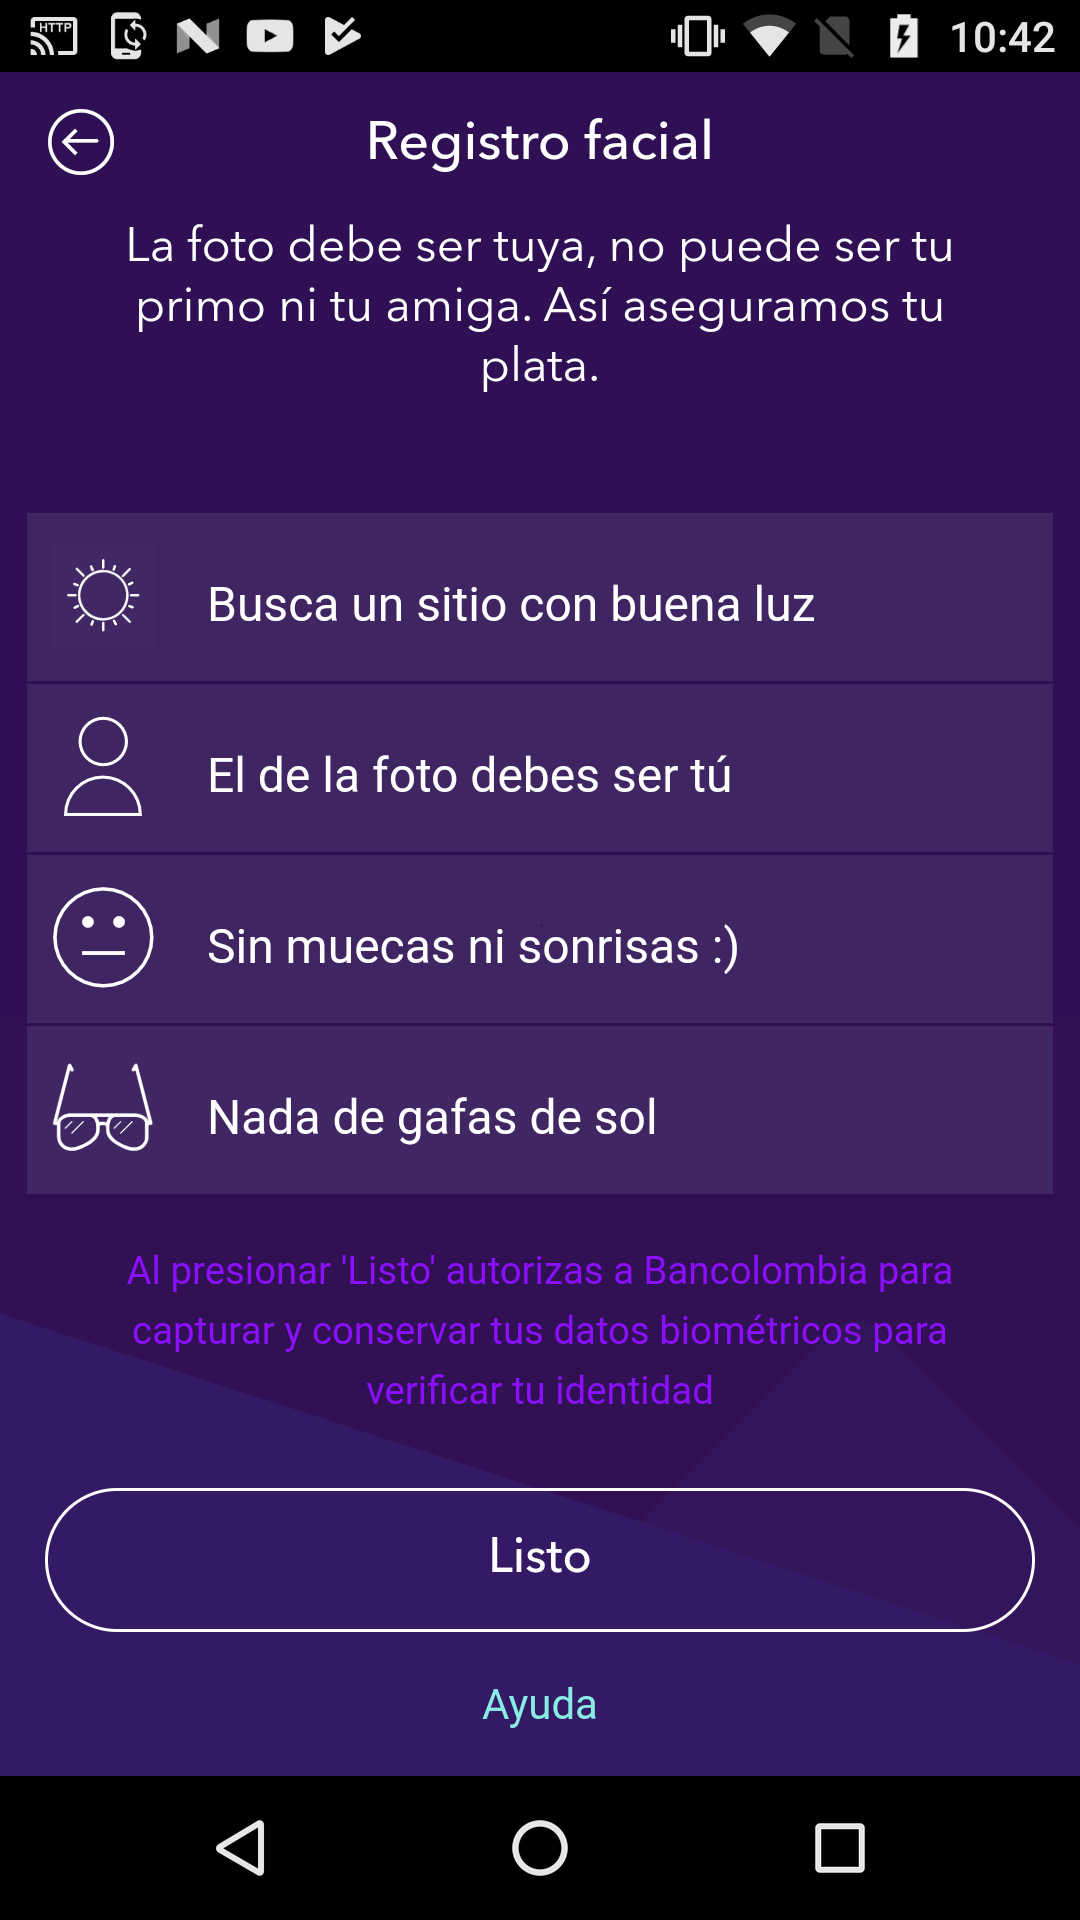 HTTP
10:42
Registro facial
La foto debe ser tuya, no puede ser tu
primo ni tu amiga. Así aseguramos tu
plata.
Busca un sitio con buena luz
El de la foto debes ser tú
Sin muecas ni sonrisas :)
Nada de gafas de sol
Al presionar 'Listo' autorizas a Bancolombia para
capturar y conservar tus datos biométricos para
verificar tu identidad
Listo
Ayuda